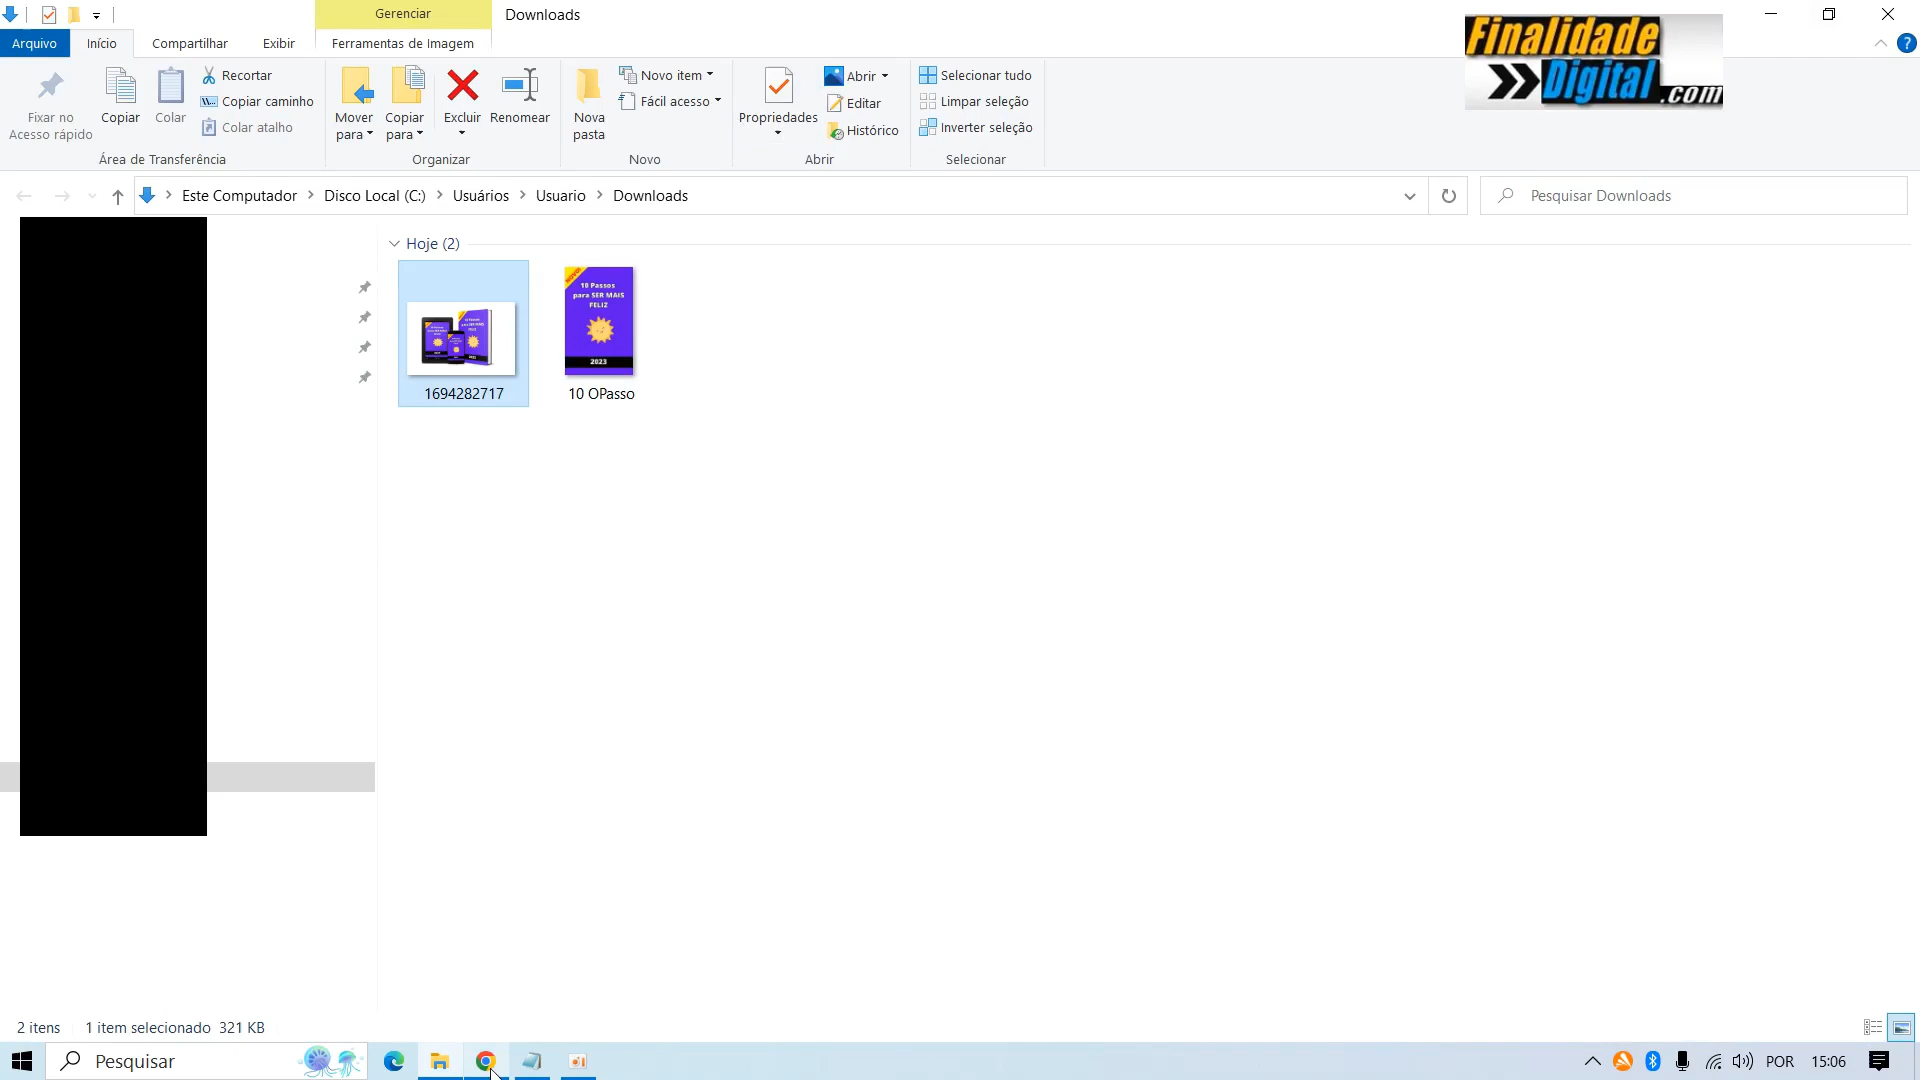 Gerenciar
Downloads
Finalidade
Digital.com
Arquivo
Início
Compartilhar
Exibir
Ferramentas de Imagem
Fixar no
Acesso rápido
Copiar
Colar
Recortar
Copiar caminho
Colar atalho
Área de Transferência
Mover
para
Copiar
para
Excluir
Renomear
Organizar
Nova
pasta
Novo item
Fácil acesso
Novo
Propriedades
Abrir
Editar
Histórico
Abrir
Selecionar tudo
Limpar seleção
Inverter seleção
Selecionar
Este Computador
Disco Local (C:)
Usuários
Usuario
Downloads
Pesquisar Downloads
Hoje (2)
10 Passos
para SER MAIS
FELIZ
2023
1694282717
10 OPasso
2 itens
1 item selecionado 321 KB
Pesquisar
POR
15:06